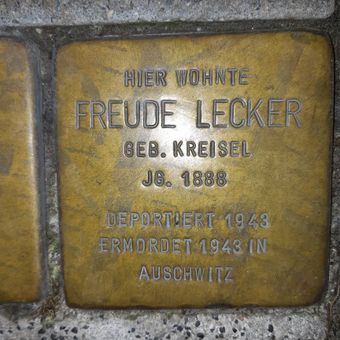 HIER WOHNTE
FREUDE LECKER
GEB. KREISEL
JG. 1888
DEPORTIERT 1943
ERMORDET 1943 IN
AUSCHWITZ